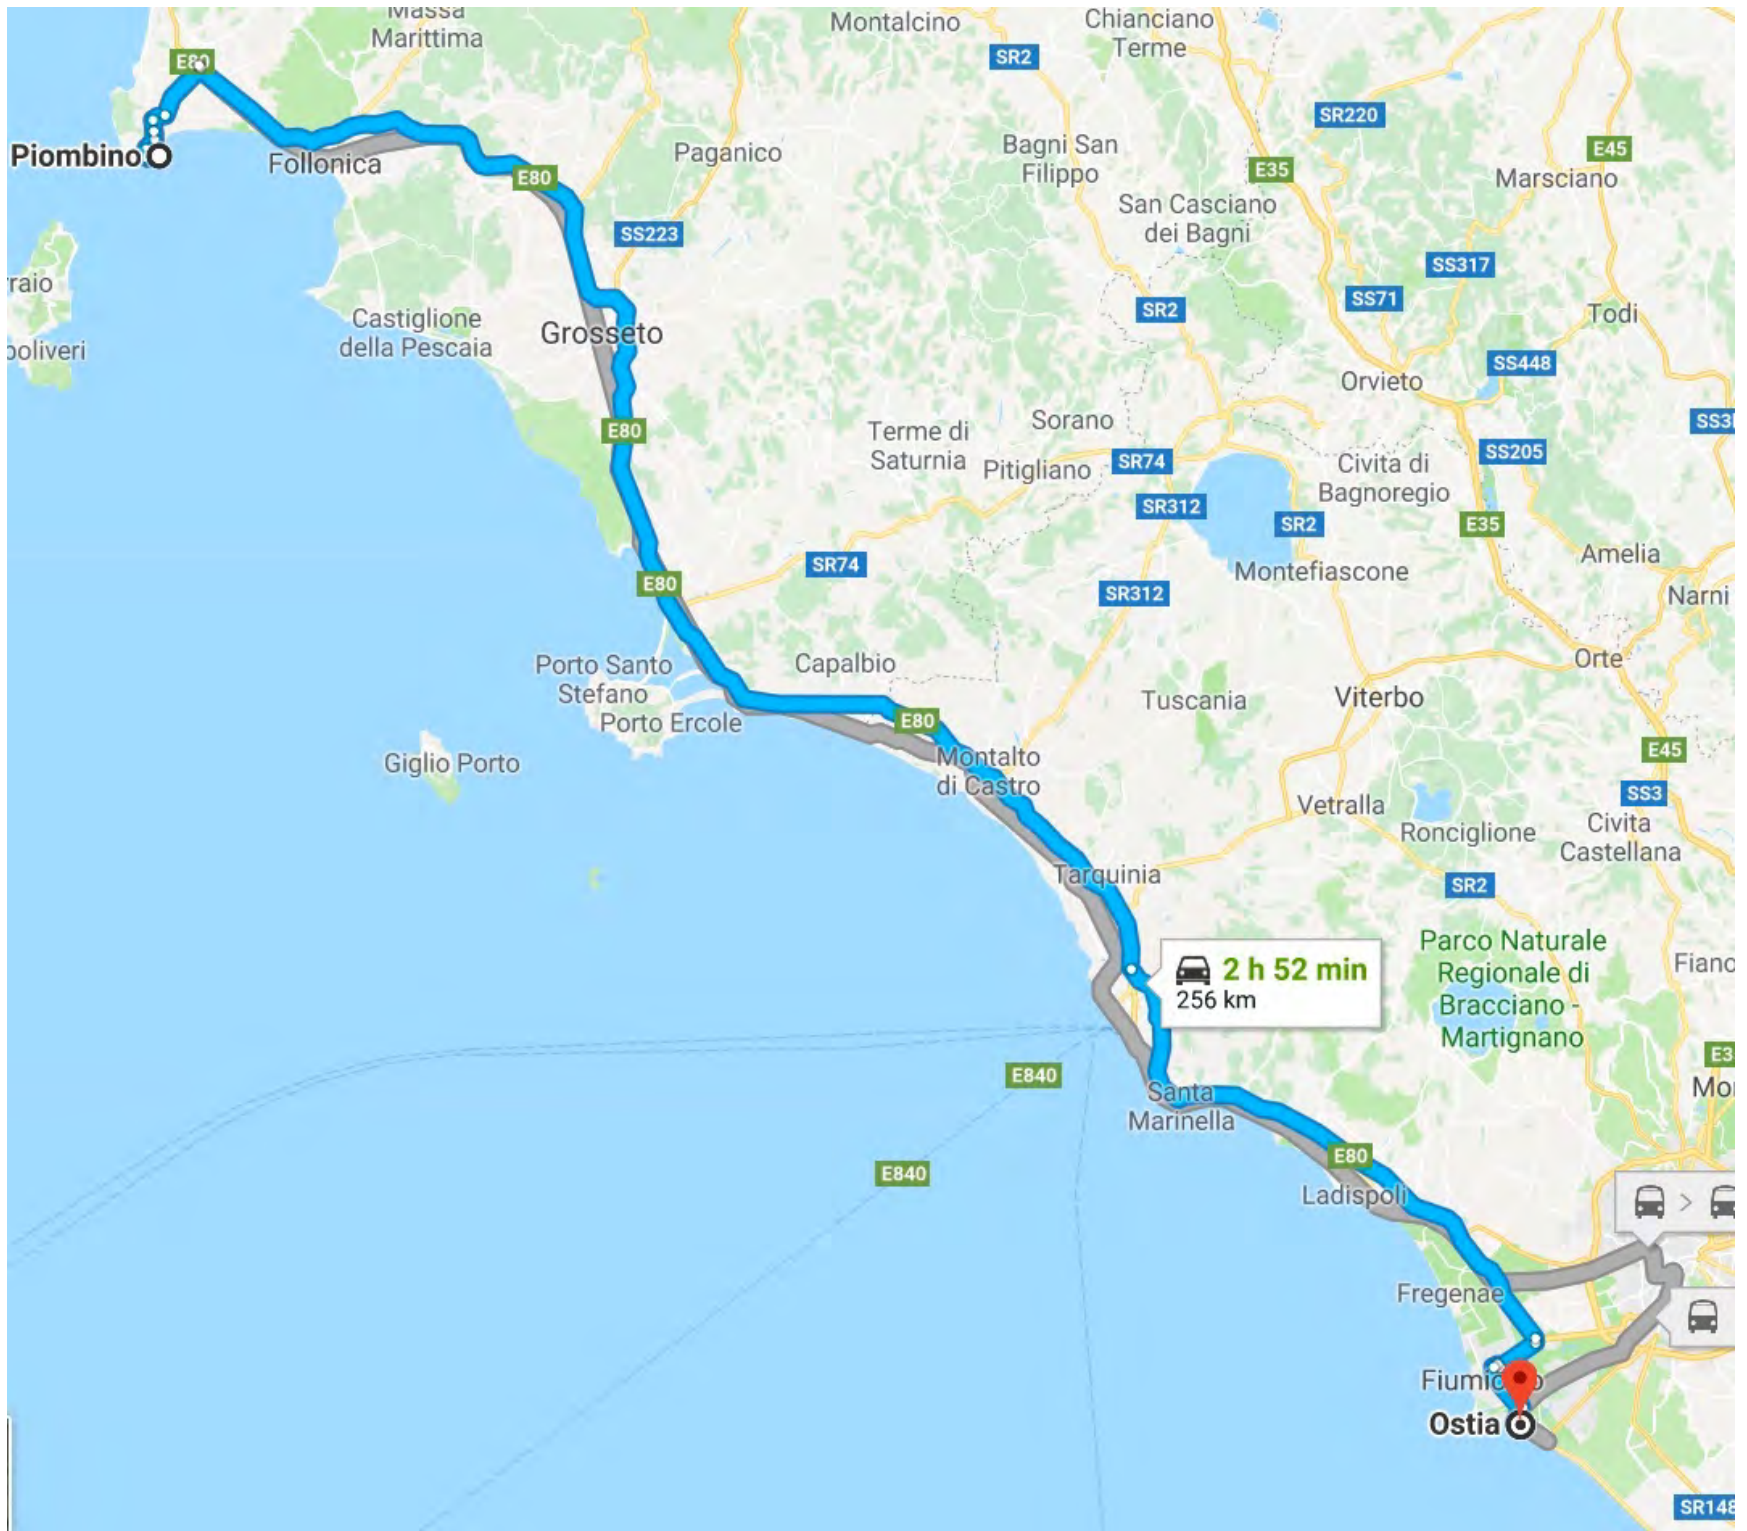 Massa
Marittima
Montalcino
Chianciano
Terme
SR2
E80
SR220
E45
Piombino
Follonica
Paganico
Bagni San
Filippo
E35
Marsciano
E80
San Casciano
dei Bagni
SS223
SS317
raio
SS71
SR2
Todi
Castiglione
della Pescaia
Grosseto
poliveri
SS448
Orvieto
Sorano
E80
Terme di
Saturnia
Pitigliano
SR74
Civita di
Bagnoregio
SS205
SR312
SR2
E35
SR74
Amelia
Montefiascone
E80
SR312
Narni
Porto Santo
Stefano
Capalbio
Orte
Tuscania
Viterbo
Porto Ercole
E80
Giglio Porto
Montalto
di Castro
E45
SS3
Vetralla
Ronciglione
Civita
Castellana
Tarquinia
SR2
Parco Naturale
Regionale di
Bracciano -
Martignano
Fiano
2 h 52 min
256 km
E840
Santa
Marinella
E840
E80
Ladispoli
>
Fregenae
Ostia
SR148